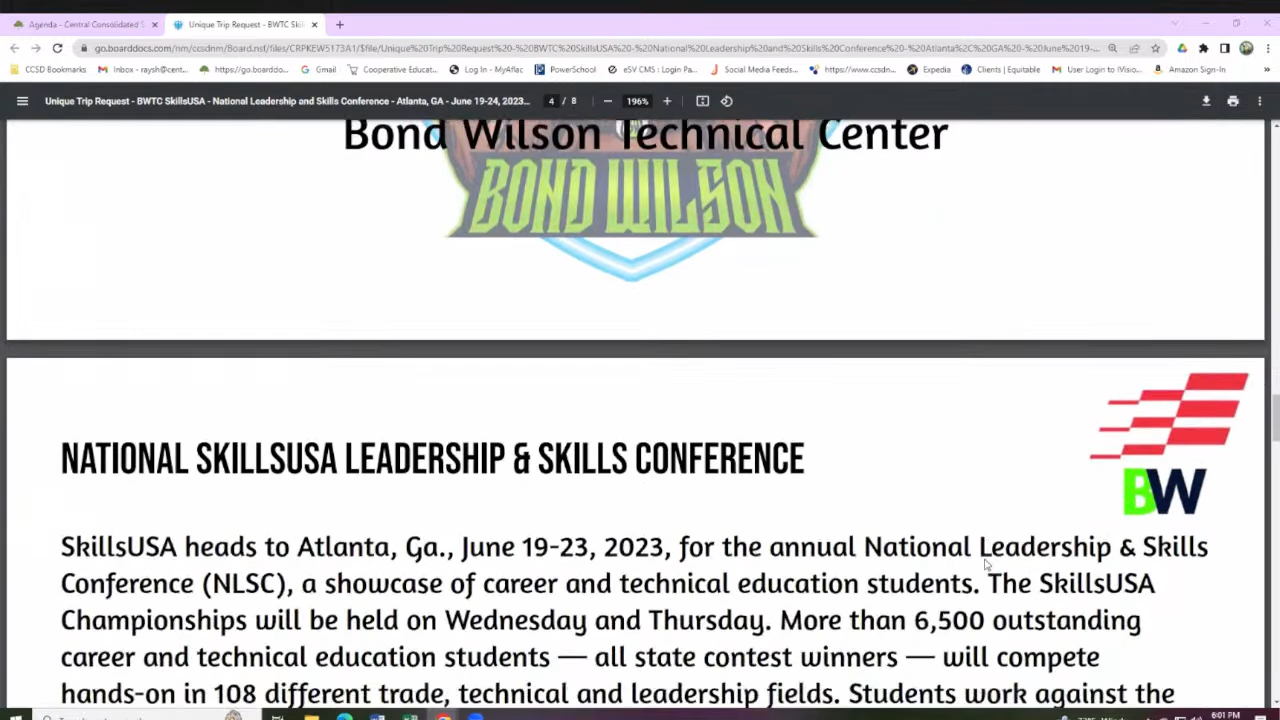 Agenda - Central Consolidated S
Unique Trip Request - BWTC Skil
go.boarddocs.com/nm/ccsdnm/Board.nsf/files/CRPKEW5173A1/$file/Unique%20Trip%20Request%20-%20BWTC%20SkillsUSA%20-%20National%20Leadership%20and%20Skills%20Conference%20-%20Atlanta%2C%20GA%20-%20June%2019-...
CCSD Bookmarks
Inbox - raysh@cent...
https://go.boarddo...
Gmail
Cooperative Educat...
Log In - MyAflac
PowerSchool
eSV CMS : Login Pa...
Social Media Feeds...
https://www.ccsdn...
Expedia
Clients | Equitable
User Login to iVisio...
Amazon Sign-In
»
Unique Trip Request - BWTC SkillsUSA - National Leadership and Skills Conference - Atlanta, GA - June 19-24, 2023...
4 / 8
196%
Bond Wilson Technical Center
BOND WILSON
BW
NATIONAL SKILLSUSA LEADERSHIP & SKILLS CONFERENCE
SkillsUSA heads to Atlanta, Ga., June 19-23, 2023, for the annual National Leadership & Skills
Conference (NLSC), a showcase of career and technical education students. The SkillsUSA
Championships will be held on Wednesday and Thursday. More than 6,500 outstanding
career and technical education students — all state contest winners — will compete
hands-on in 108 different trade, technical and leadership fields. Students work against the
6:01 PM